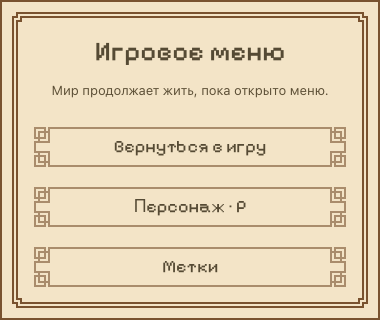 Игровое меню
Мир продолжает жить, пока открыто меню.
Вернуться в игру
Персонаж · P
Метки